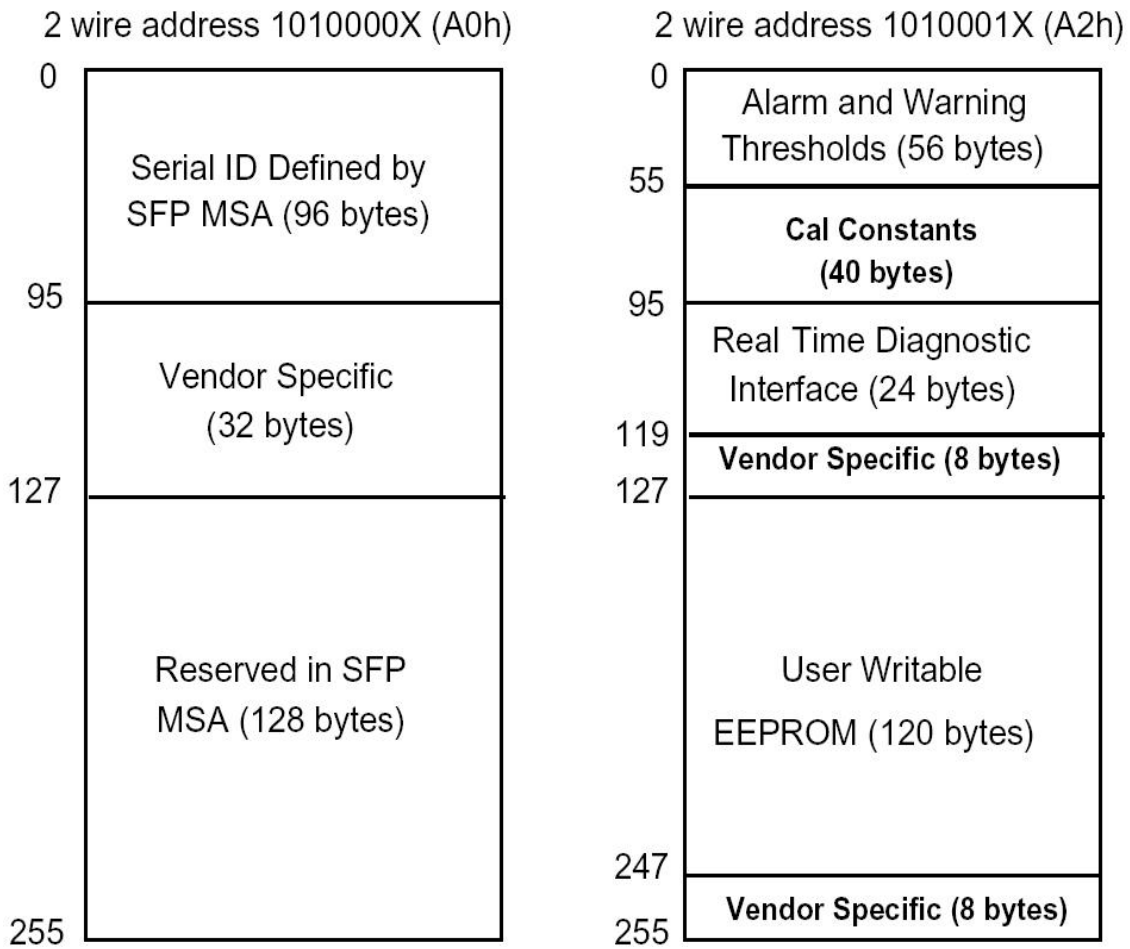 2 wire address 1010000X (A0h)
0
Serial ID Defined by
SFP MSA (96 bytes)
95
Vendor Specific
(32 bytes)
127
Reserved in SFP
MSA (128 bytes)
255
2 wire address 1010001X (A2h)
0
Alarm and Warning
Thresholds (56 bytes)
55
Cal Constants
(40 bytes)
95
Real Time Diagnostic
Interface (24 bytes)
119
Vendor Specific (8 bytes)
127
User Writable
EEPROM (120 bytes)
247
Vendor Specific (8 bytes)
255